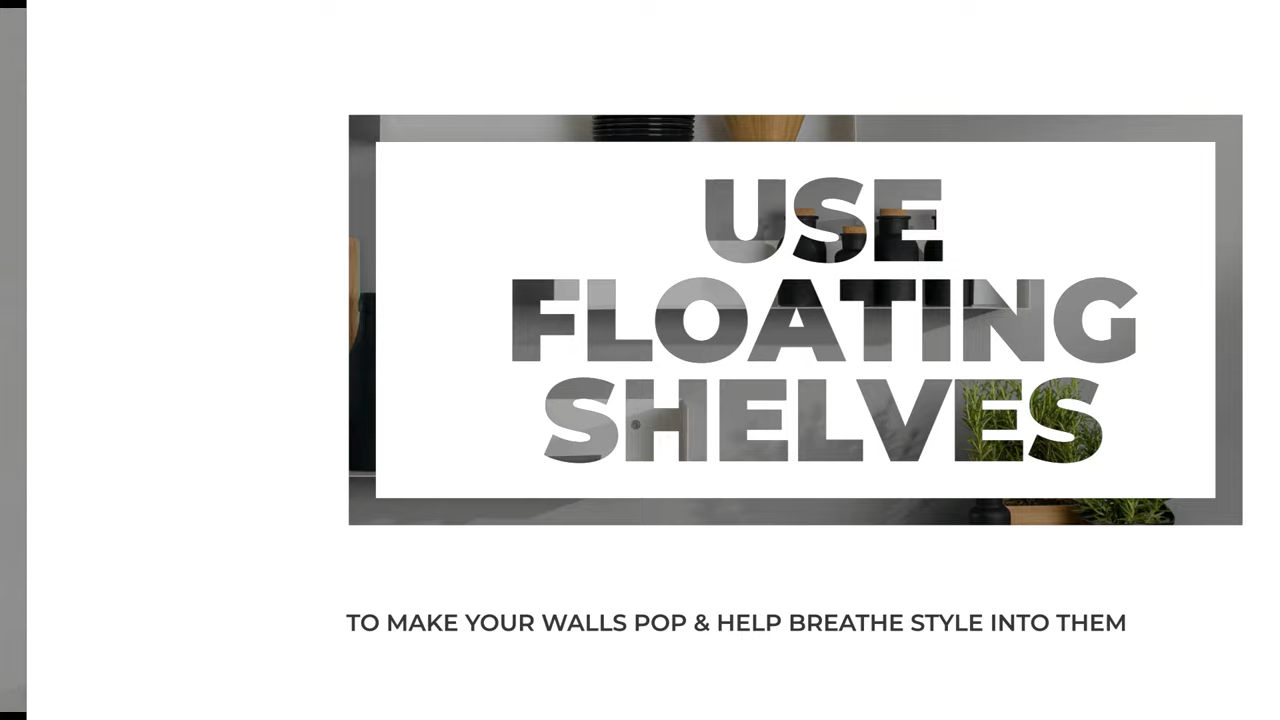 USE
FLOATING
SHELVES
TO MAKE YOUR WALLS POP & HELP BREATHE STYLE INTO THEM